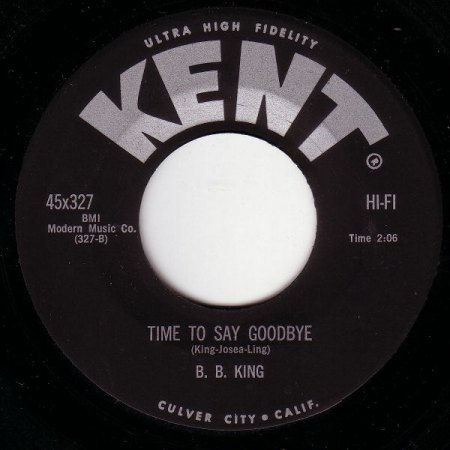 ULTRA HIGH FIDELITY
KENT
®
45x327
BMI
Modern Music Co.
(327-B)
HI-FI
Time 2:06
TIME TO SAY GOODBYE
(King-Josea-Ling)
B. B. KING
CULVER CITY • CALIF.